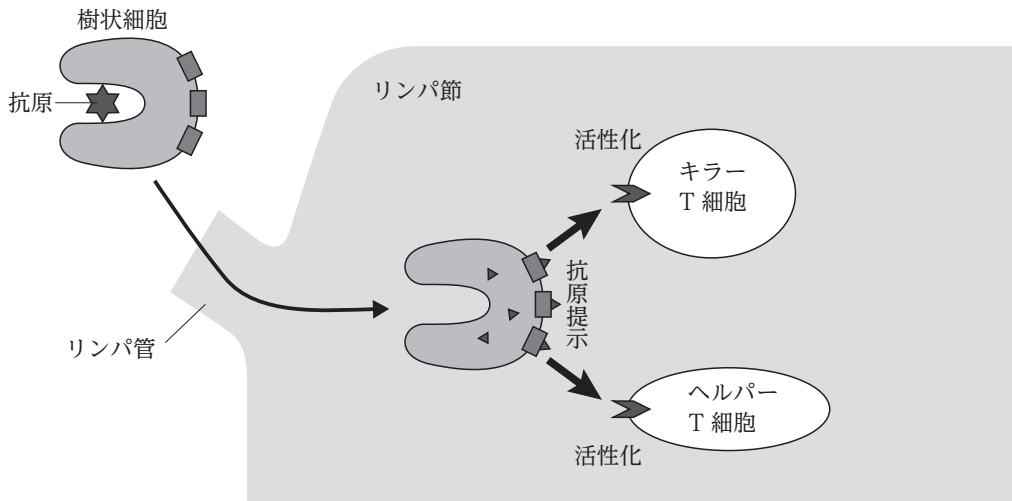 樹状細胞
抗原
リンパ節
活性化
キラー
T 細胞
抗原提示
リンパ管
ヘルパー
T 細胞
活性化